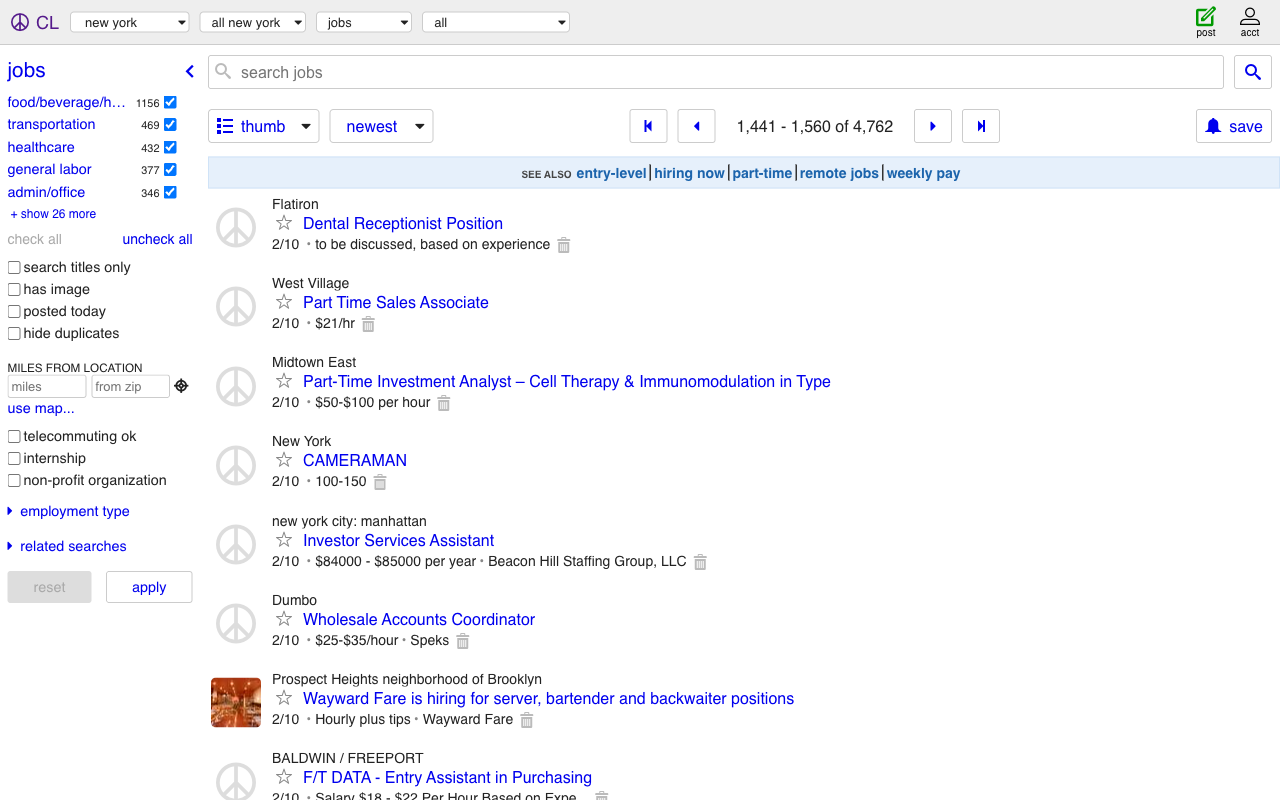 CL
new york
all new york
jobs
all
post
acct
jobs
search jobs
food/beverage/h... 1156
transportation 469
healthcare 432
general labor 377
admin/office 346
+ show 26 more
check all uncheck all
search titles only
has image
posted today
hide duplicates
MILES FROM LOCATION
miles from zip
use map...
telecommuting ok
internship
non-profit organization
employment type
related searches
reset apply
thumb newest 1,441 - 1,560 of 4,762 save
SEE ALSO entry-level | hiring now | part-time | remote jobs | weekly pay
Flatiron
Dental Receptionist Position
2/10 • to be discussed, based on experience
West Village
Part Time Sales Associate
2/10 • $21/hr
Midtown East
Part-Time Investment Analyst – Cell Therapy & Immunomodulation in Type
2/10 • $50-$100 per hour
New York
CAMERAMAN
2/10 • 100-150
new york city: manhattan
Investor Services Assistant
2/10 • $84000 - $85000 per year • Beacon Hill Staffing Group, LLC
Dumbo
Wholesale Accounts Coordinator
2/10 • $25-$35/hour • Speks
Prospect Heights neighborhood of Brooklyn
Wayward Fare is hiring for server, bartender and backwaiter positions
2/10 • Hourly plus tips • Wayward Fare
BALDWIN / FREEPORT
F/T DATA - Entry Assistant in Purchasing
2/10 • Salary $18 - $22 Per Hour Based on Expe...